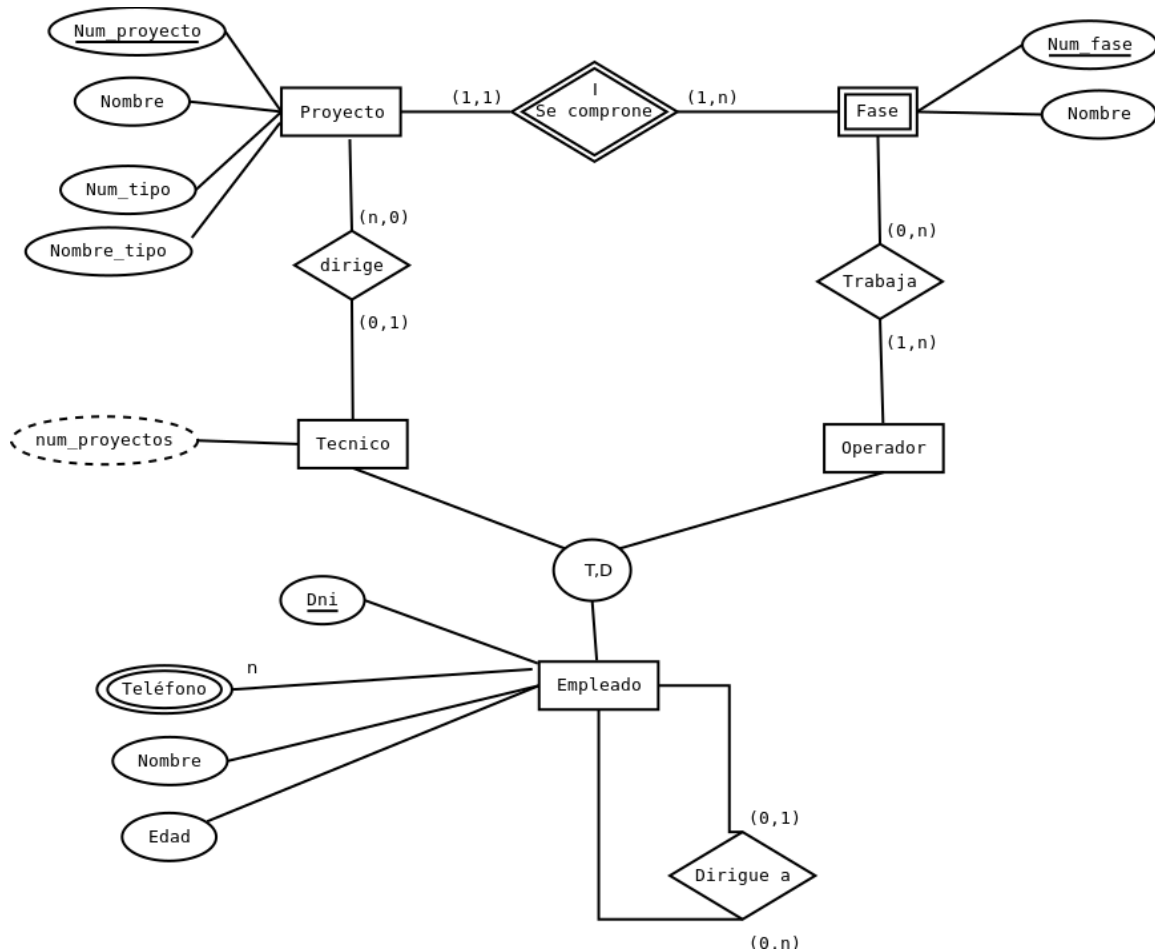 Num_proyecto
Nombre
Num_tipo
Nombre_tipo
Proyecto
(1,1)
I
Se comprone
(1,n)
Fase
Num_fase
Nombre
(n,0)
dirige
(0,1)
(0,n)
Trabaja
(1,n)
num_proyectos
Tecnico
Operador
T,D
Dni
n
Teléfono
Nombre
Edad
Empleado
(0,1)
Dirigue a
(0,n)